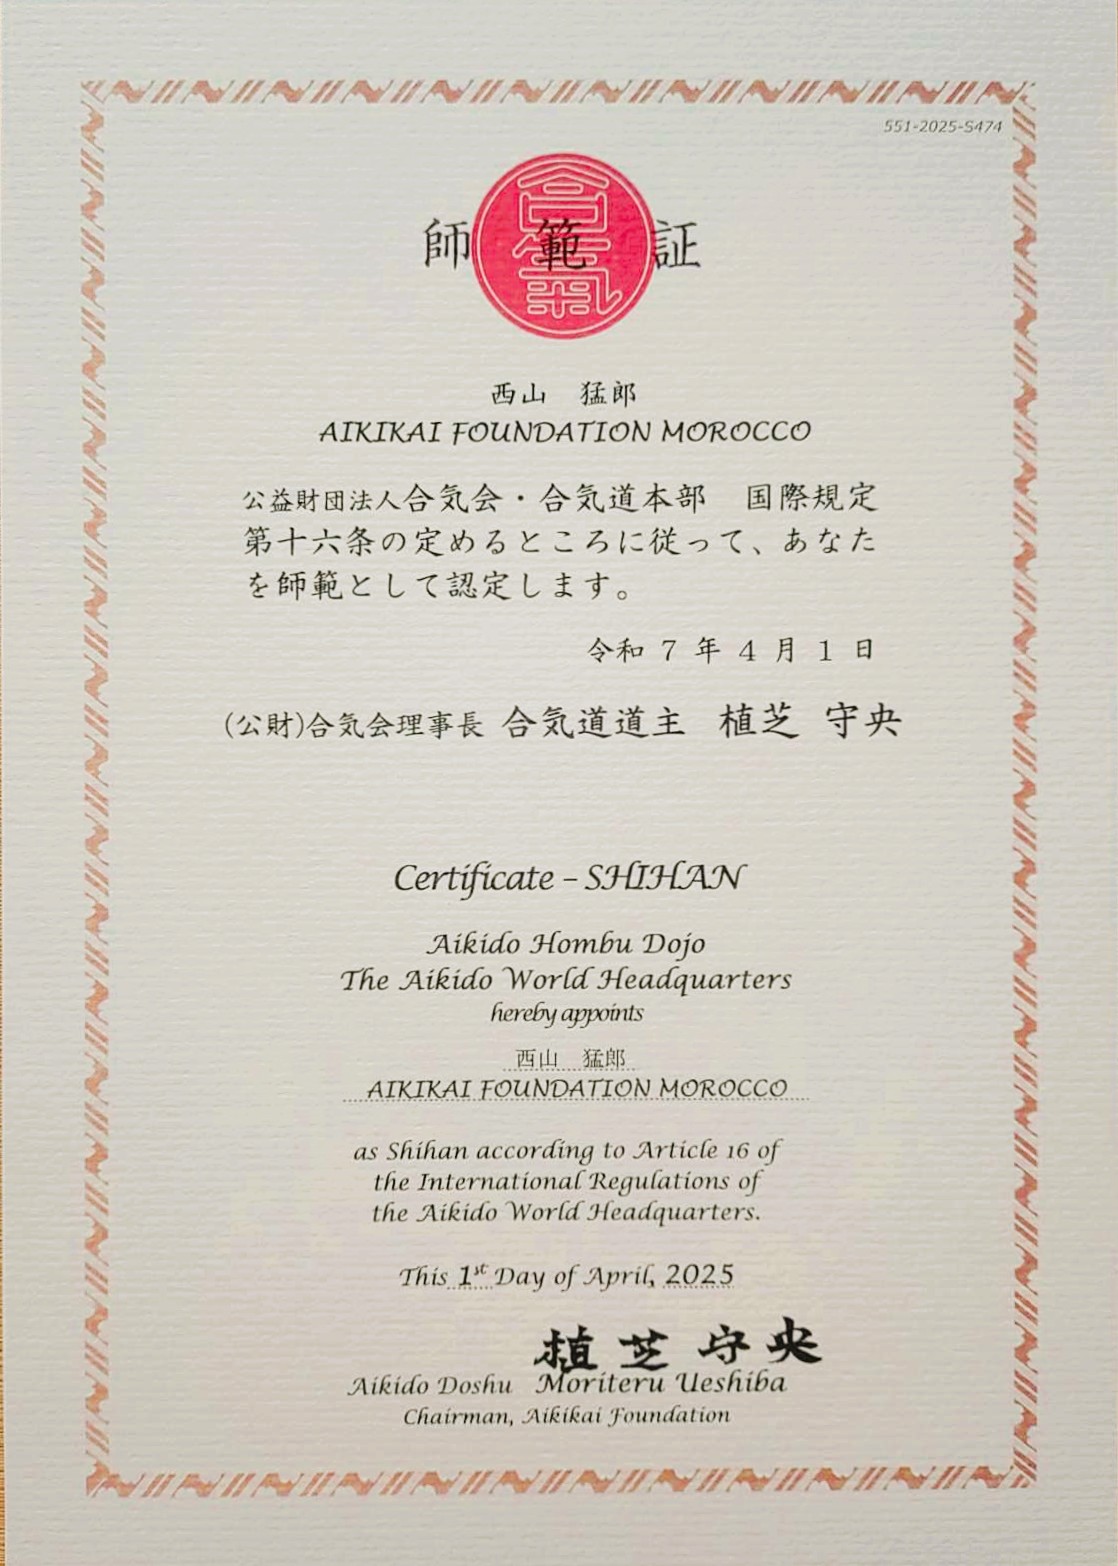 551-2025-S474
師範証
合氣
西山　猛郎
AIKIKAI FOUNDATION MOROCCO
公益財団法人合気会・合気道本部　国際規定
第十六条の定めるところに従って、あなた
を師範として認定します。
令和 7 年 4 月 1 日
(公財)合気会理事長 合気道道主　植芝 守央
Certificate – SHIHAN
Aikido Hombu Dojo
The Aikido World Headquarters
hereby appoints
西山　猛郎
AIKIKAI FOUNDATION MOROCCO
as Shihan according to Article 16 of
the International Regulations of
the Aikido World Headquarters.
This 1st Day of April, 2025
植芝守央
Aikido Doshu Moriteru Ueshiba
Chairman, Aikikai Foundation